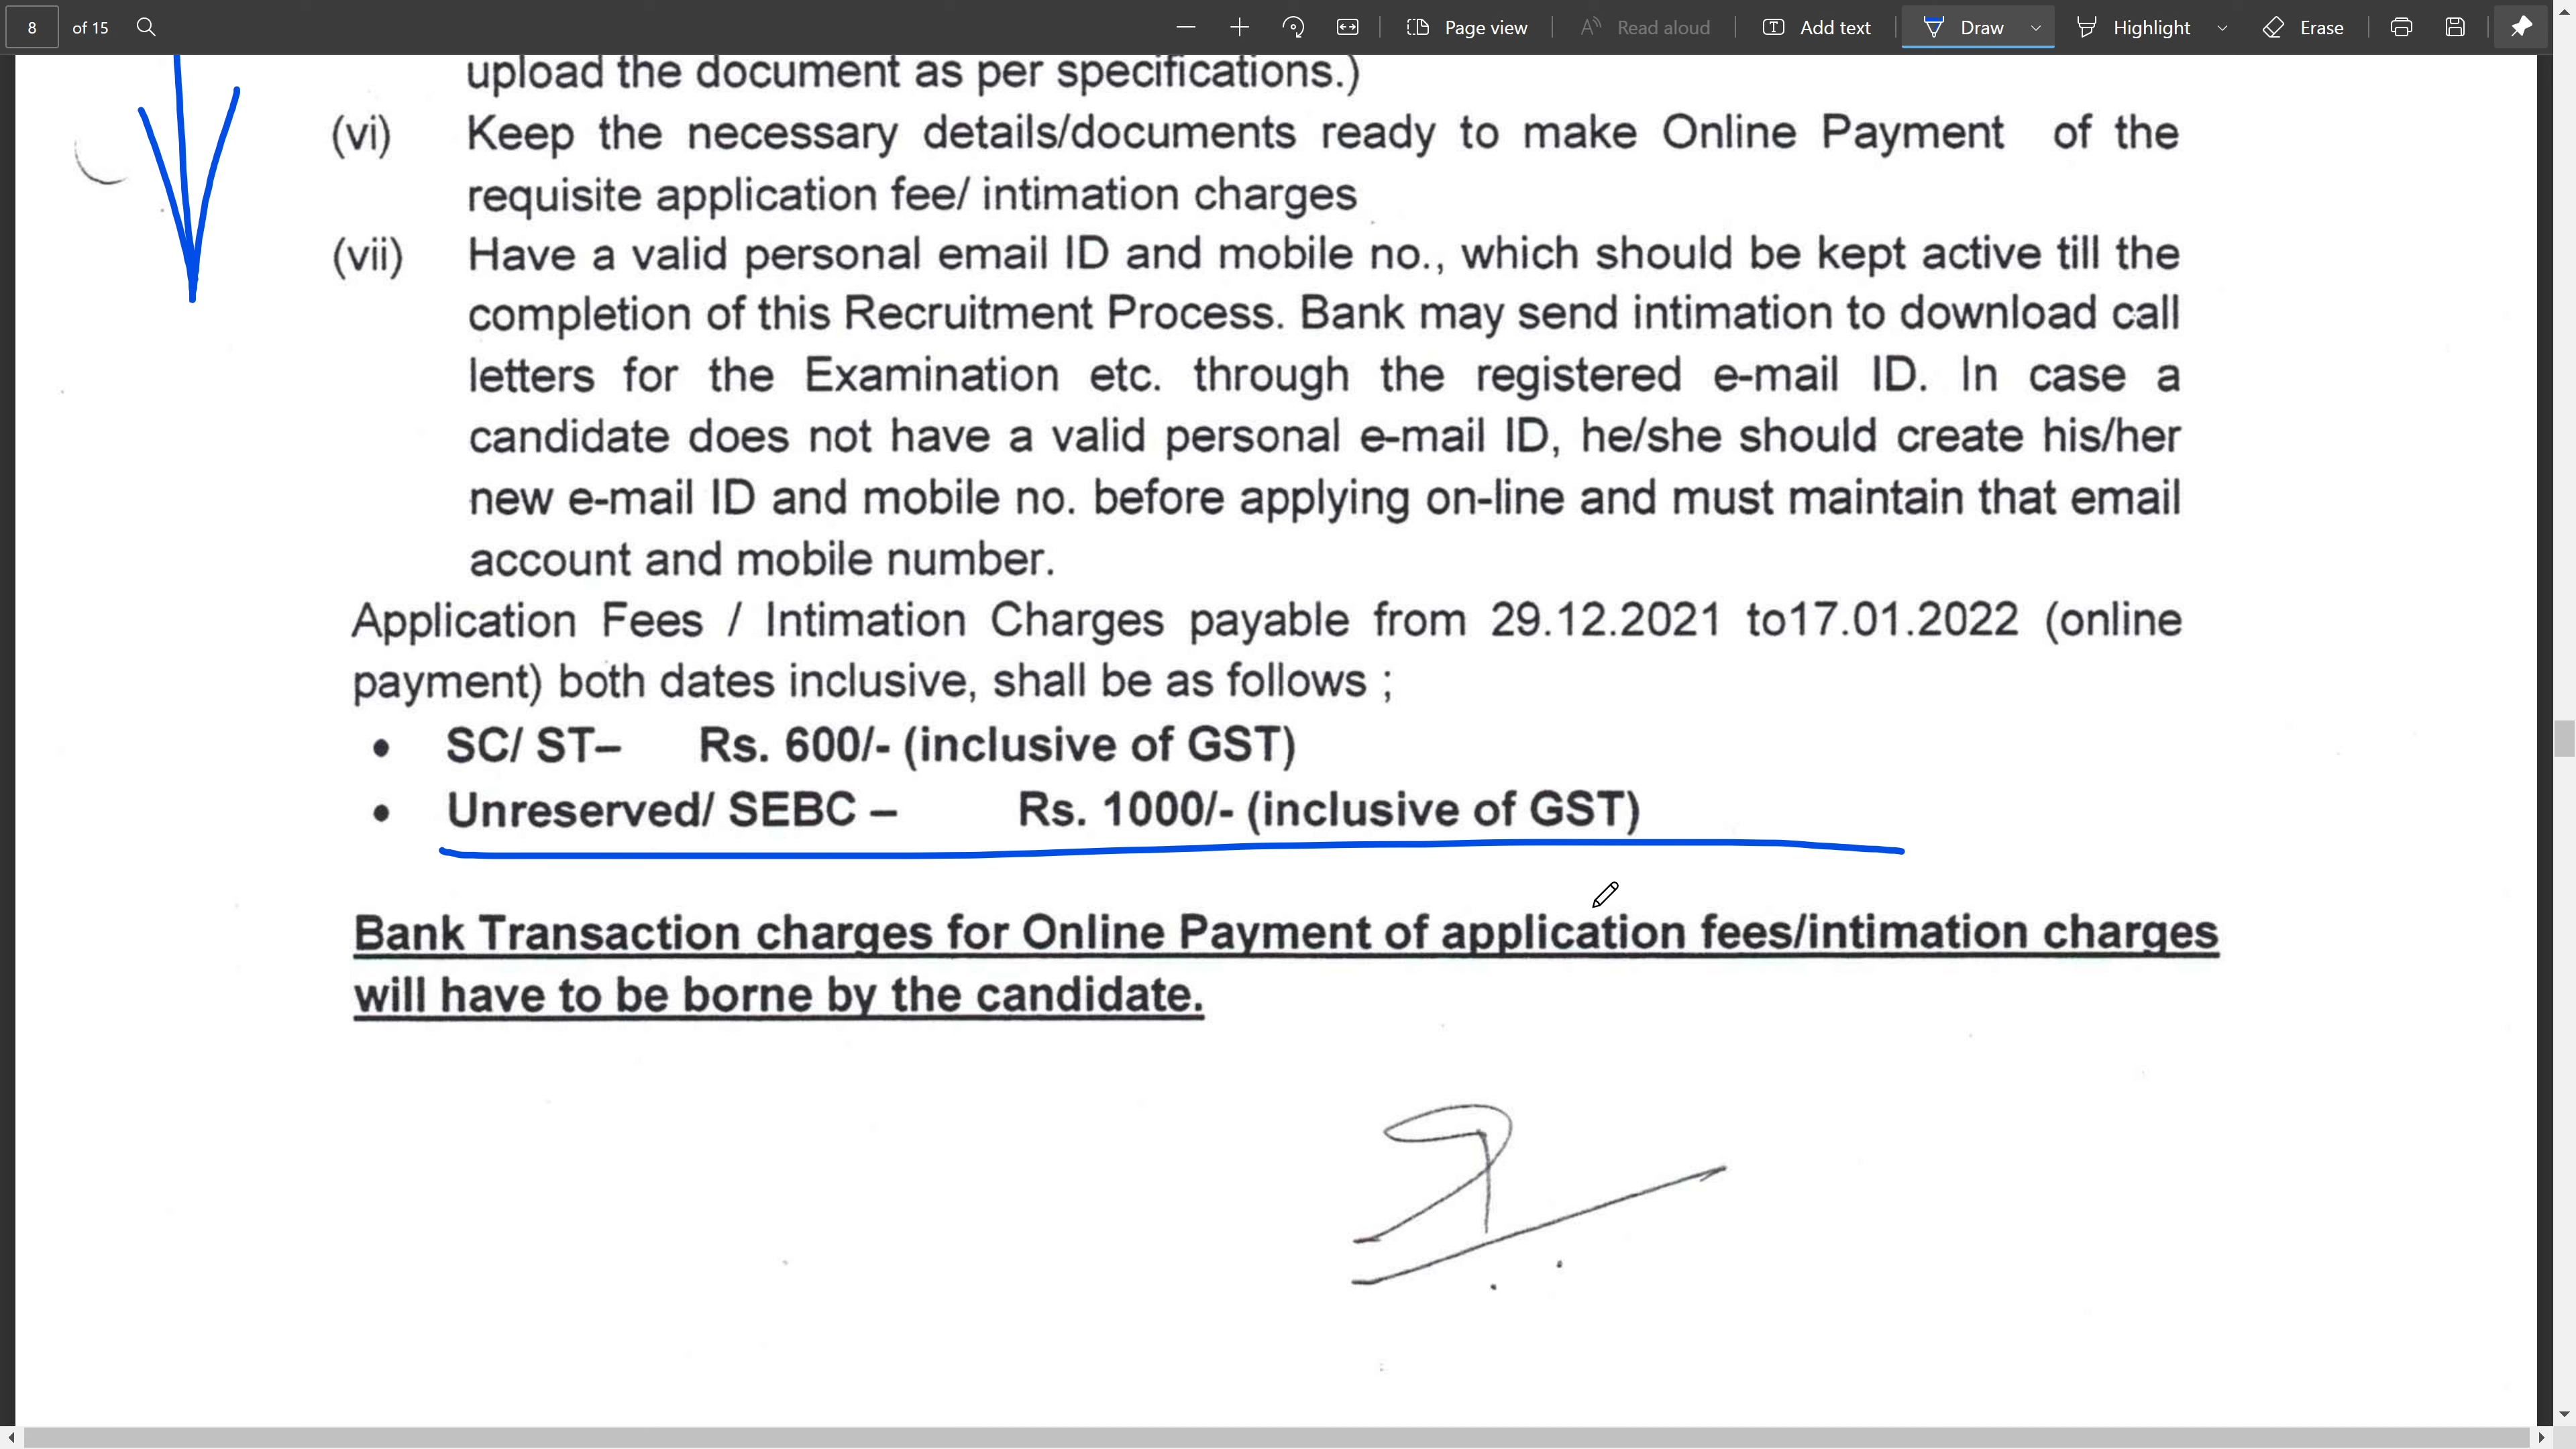 8 of 15 Page view Read aloud Add text Draw Highlight Erase
upload the document as per specifications.)
(vi) Keep the necessary details/documents ready to make Online Payment of the
requisite application fee/ intimation charges
(vii) Have a valid personal email ID and mobile no., which should be kept active till the
completion of this Recruitment Process. Bank may send intimation to download call
letters for the Examination etc. through the registered e-mail ID. In case a
candidate does not have a valid personal e-mail ID, he/she should create his/her
new e-mail ID and mobile no. before applying on-line and must maintain that email
account and mobile number.
Application Fees / Intimation Charges payable from 29.12.2021 to17.01.2022 (online
payment) both dates inclusive, shall be as follows ;
• SC/ ST– Rs. 600/- (inclusive of GST)
• Unreserved/ SEBC – Rs. 1000/- (inclusive of GST)
Bank Transaction charges for Online Payment of application fees/intimation charges
will have to be borne by the candidate.